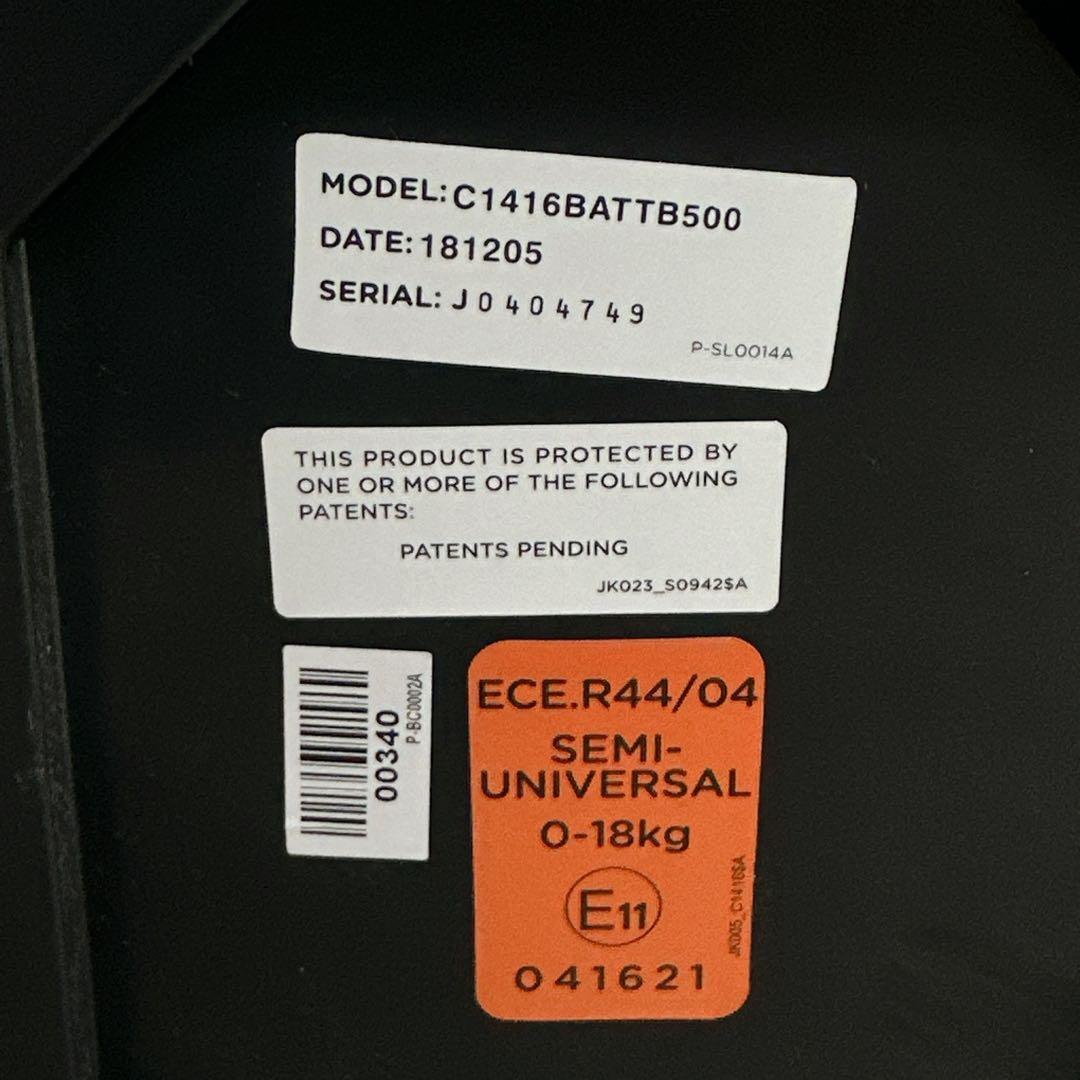 MODEL:C1416BATTB500
DATE:181205
SERIAL: J0404749
P-SL0014A
THIS PRODUCT IS PROTECTED BY
ONE OR MORE OF THE FOLLOWING
PATENTS:
PATENTS PENDING
JK023_S0942$A
00340
P-BC0002A
ECE.R44/04
SEMI-
UNIVERSAL
0-18kg
E11
041621
JK005_C1416$A